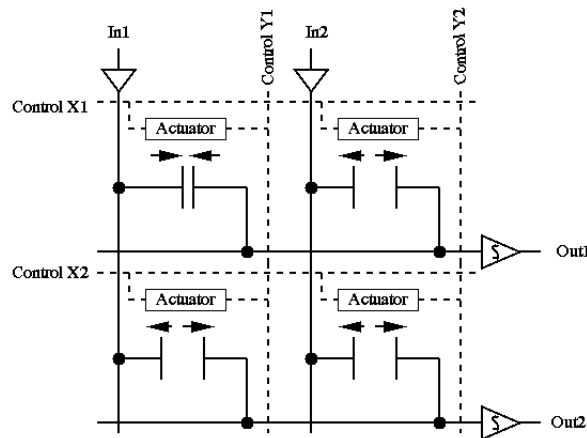 In1
Control Y1
In2
Control Y2
Control X1
Actuator
Actuator
Out1
Control X2
Actuator
Actuator
Out2